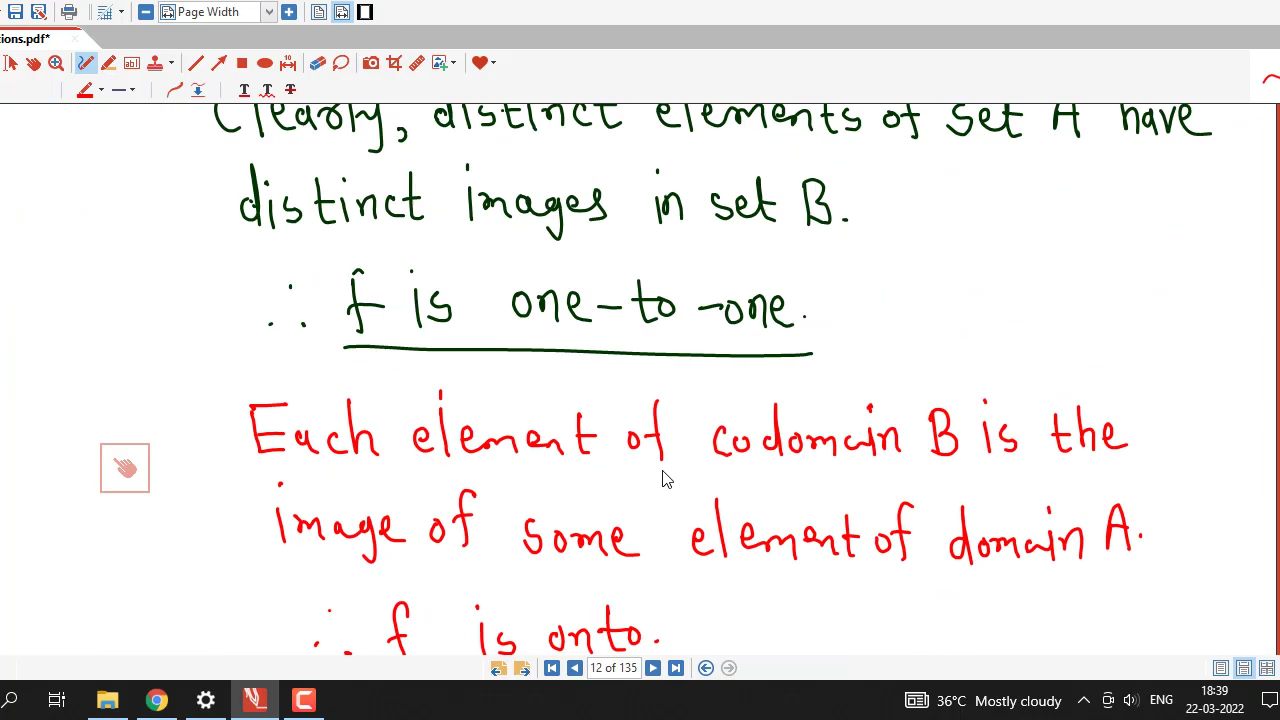 Page Width
tions.pdf*
10
T T T
Clearly, distinct elements of set A have
distinct images in set B.
∴ f is one-to-one.
Each element of codomain B is the
image of some element of domain A.
∴ f is onto.
12 of 135
36°C Mostly cloudy
ENG
18:39
22-03-2022